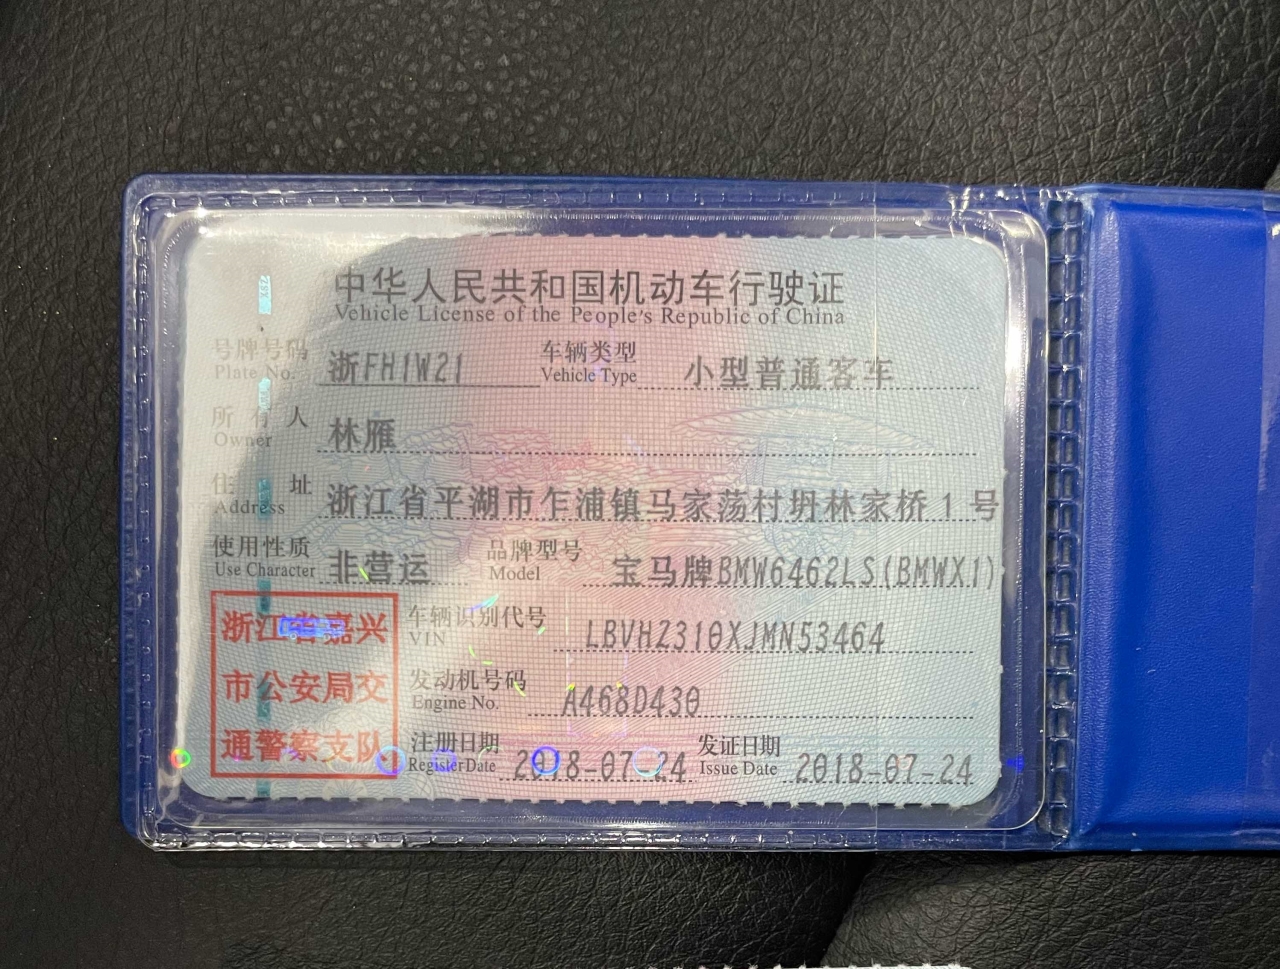 中华人民共和国机动车行驶证
Vehicle License of the People's Republic of China
号牌号码 浙FH1W21 车辆类型 小型普通客车
Plate No. Vehicle Type
所有人 林雁
Owner
住址 浙江省平湖市乍浦镇马家荡村坍林家桥1号
Address
使用性质 非营运 品牌型号 宝马牌BMW6462LS(BMWX1)
Use Character Model
浙江省嘉兴
市公安局交
通警察支队
车辆识别代号 LBVHZ310XJMN53464
VIN
发动机号码 A468D430
Engine No.
注册日期 2018-07-24 发证日期 2018-07-24
Register Date Issue Date